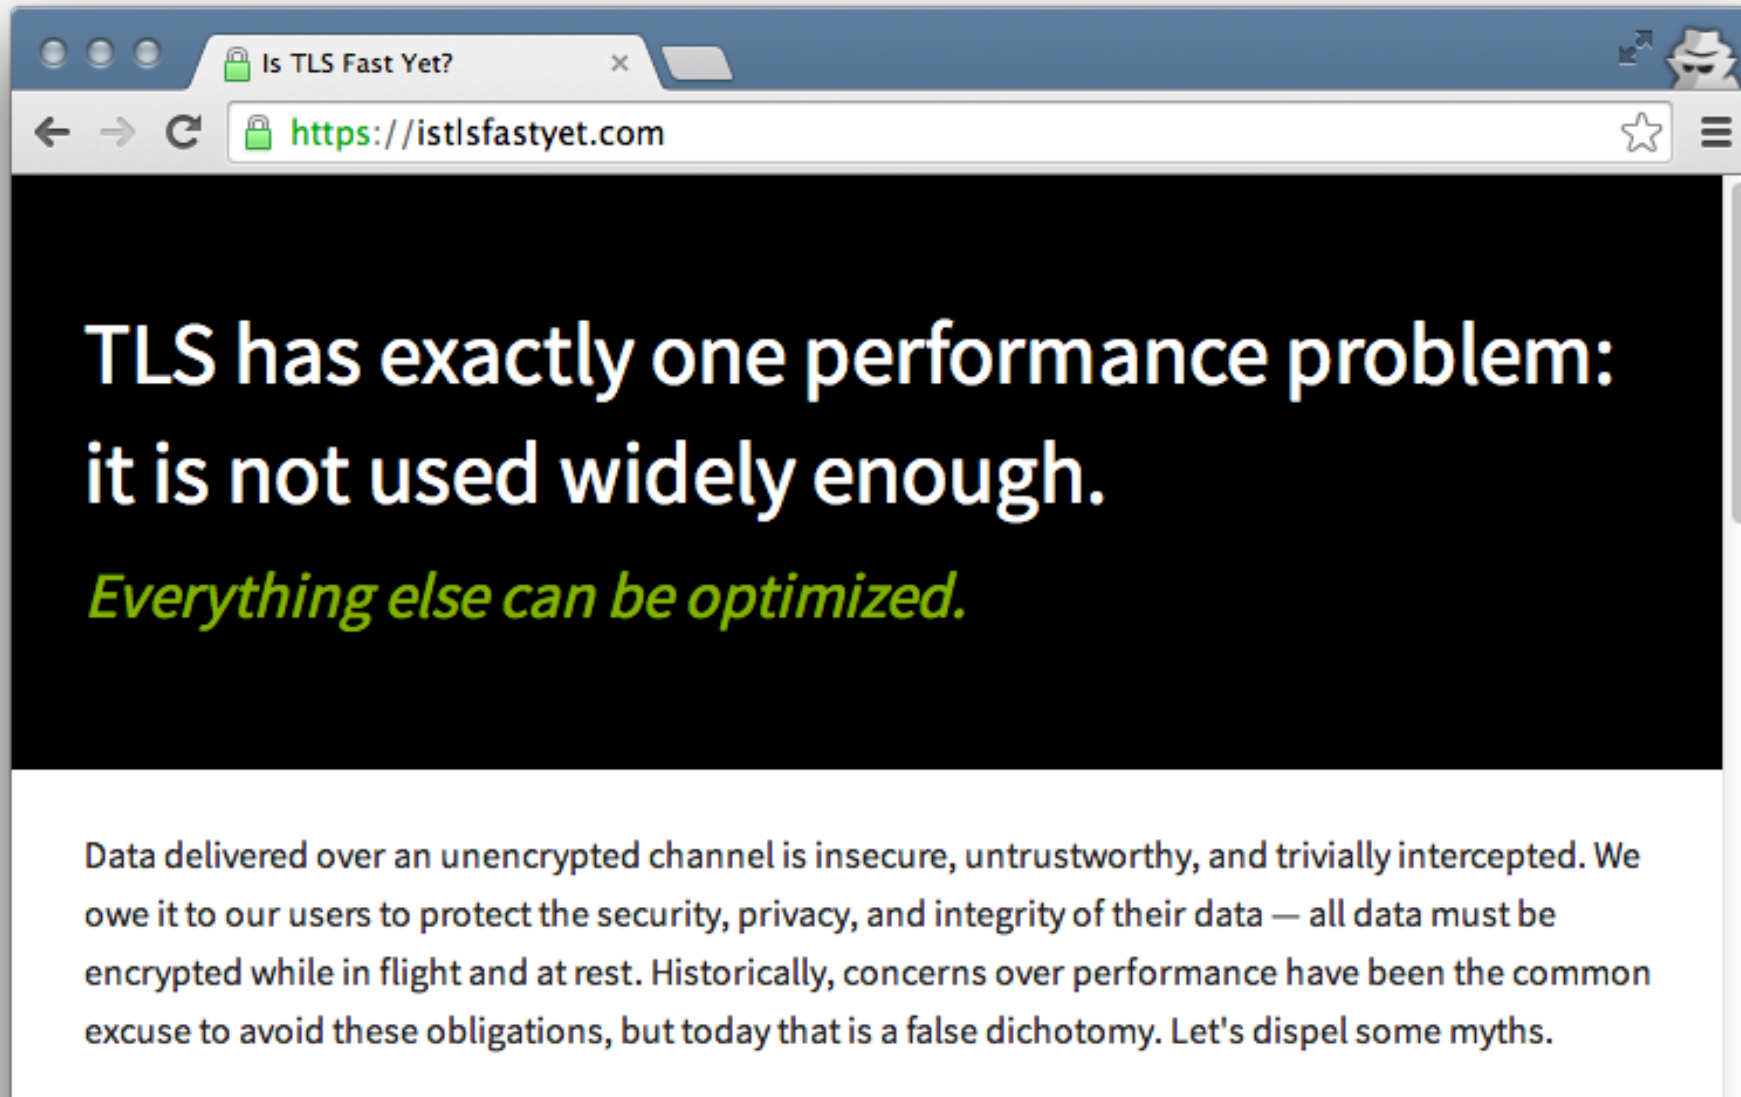 Is TLS Fast Yet?
https://istlsfastyet.com
TLS has exactly one performance problem:
it is not used widely enough.
Everything else can be optimized.
Data delivered over an unencrypted channel is insecure, untrustworthy, and trivially intercepted. We
owe it to our users to protect the security, privacy, and integrity of their data — all data must be
encrypted while in flight and at rest. Historically, concerns over performance have been the common
excuse to avoid these obligations, but today that is a false dichotomy. Let's dispel some myths.